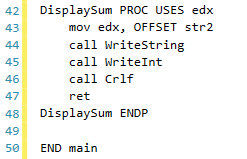 42 DisplaySum PROC USES edx
43     mov edx, OFFSET str2
44     call WriteString
45     call WriteInt
46     call Crlf
47     ret
48 DisplaySum ENDP
49
50 END main